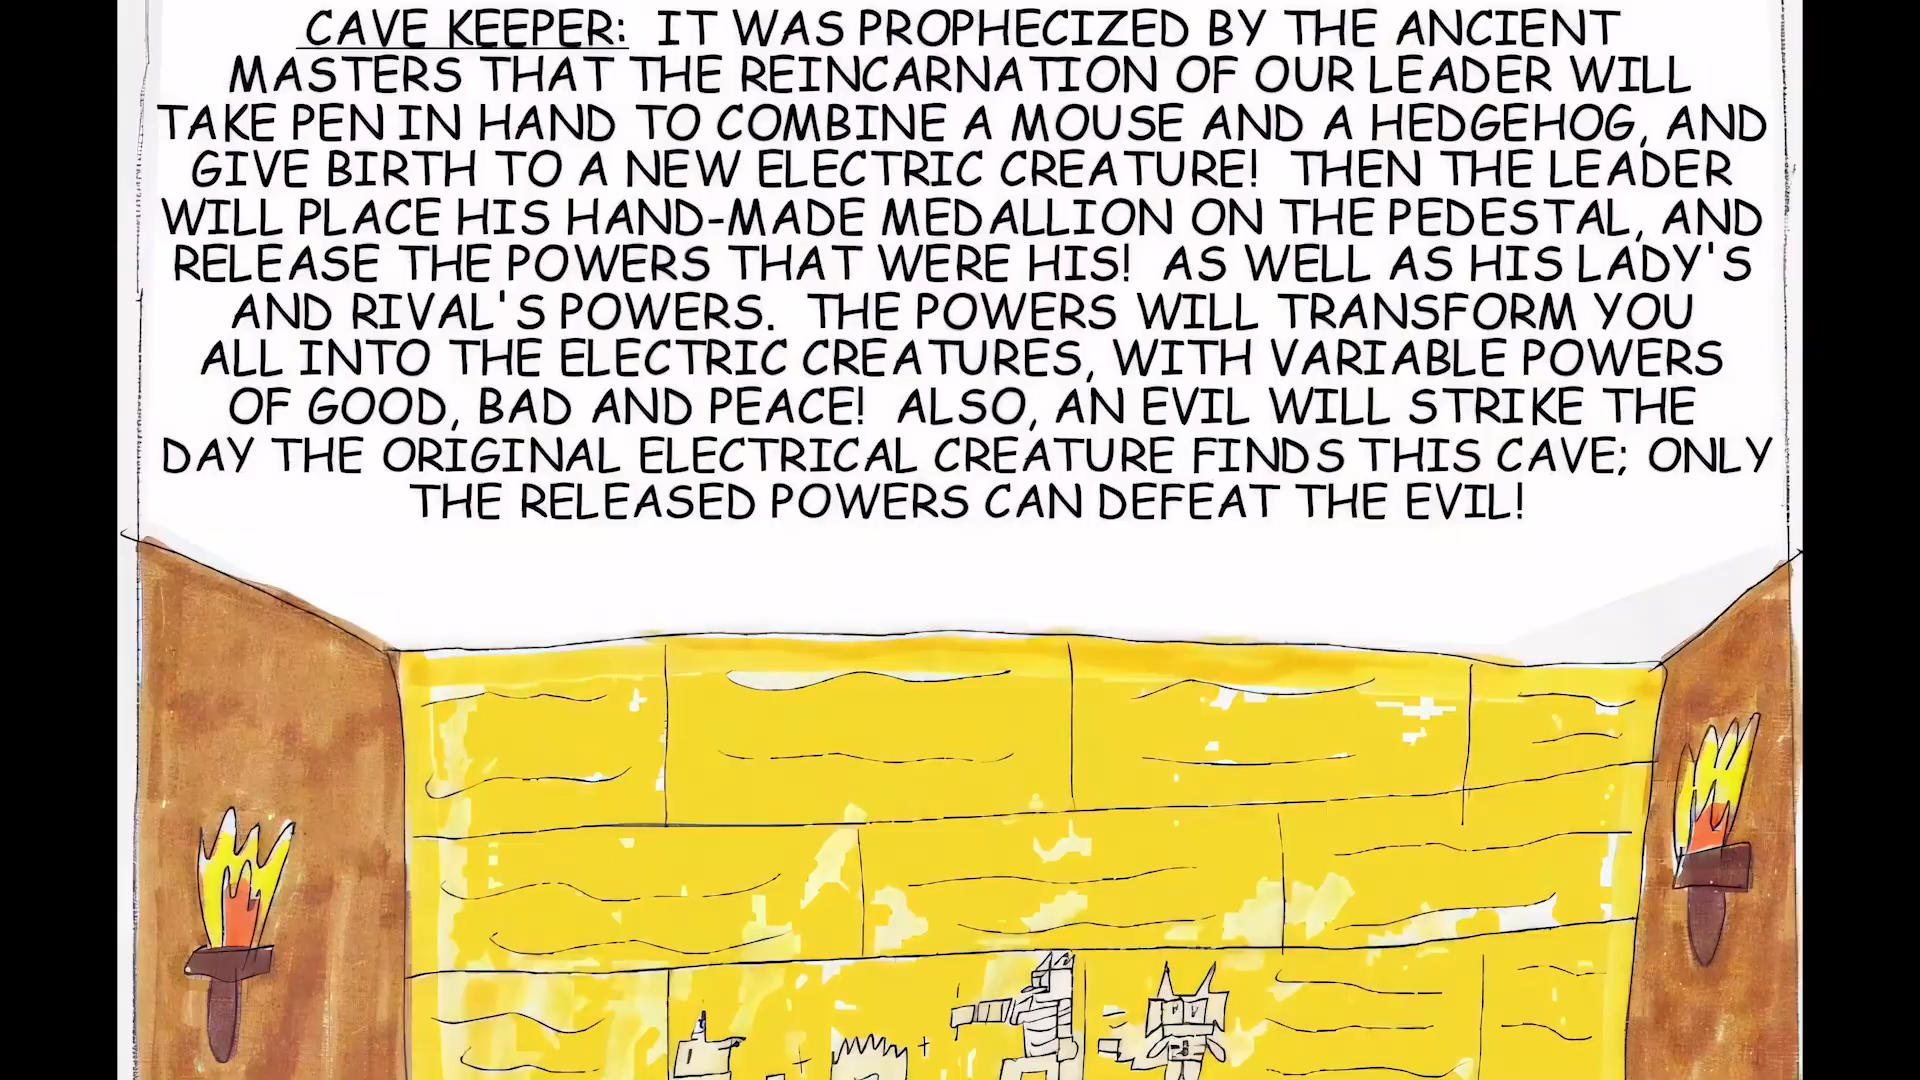 CAVE KEEPER: IT WAS PROPHECIZED BY THE ANCIENT
MASTERS THAT THE REINCARNATION OF OUR LEADER WILL
TAKE PEN IN HAND TO COMBINE A MOUSE AND A HEDGEHOG, AND
GIVE BIRTH TO A NEW ELECTRIC CREATURE! THEN THE LEADER
WILL PLACE HIS HAND-MADE MEDALLION ON THE PEDESTAL, AND
RELEASE THE POWERS THAT WERE HIS! AS WELL AS HIS LADY'S
AND RIVAL'S POWERS. THE POWERS WILL TRANSFORM YOU
ALL INTO THE ELECTRIC CREATURES, WITH VARIABLE POWERS
OF GOOD, BAD AND PEACE! ALSO, AN EVIL WILL STRIKE THE
DAY THE ORIGINAL ELECTRICAL CREATURE FINDS THIS CAVE; ONLY
THE RELEASED POWERS CAN DEFEAT THE EVIL!